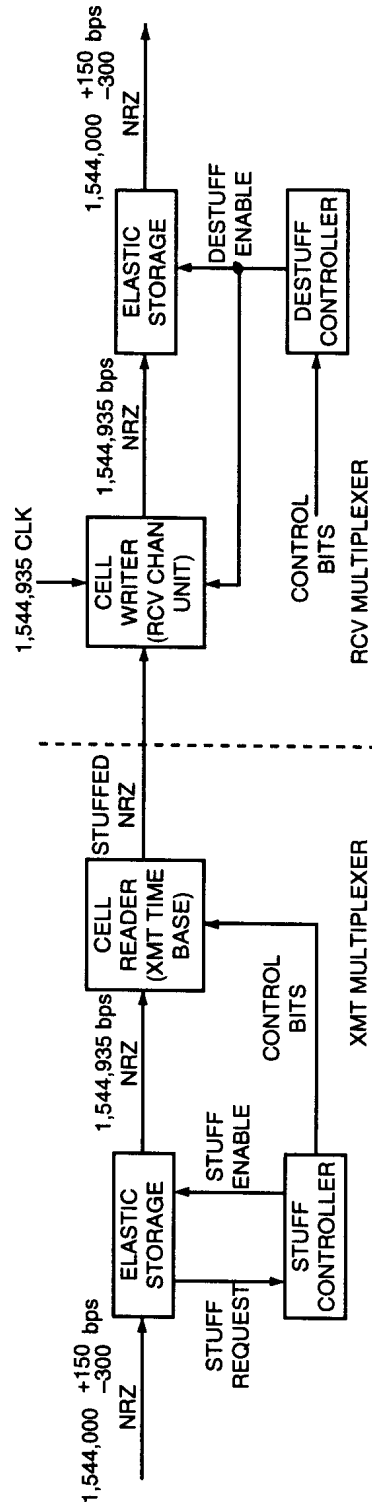 1,544,000 +150 bps
-300
NRZ
ELASTIC
STORAGE
STUFF
REQUEST
STUFF
ENABLE
STUFF
CONTROLLER
1,544,935 bps
NRZ
CELL
READER
(XMT TIME
BASE)
CONTROL
BITS
XMT MULTIPLEXER
STUFFED
NRZ
1,544,935 CLK
CELL
WRITER
(RCV CHAN
UNIT)
1,544,935 bps
NRZ
ELASTIC
STORAGE
DESTUFF
ENABLE
DESTUFF
CONTROLLER
CONTROL
BITS
RCV MULTIPLEXER
1,544,000 +150 bps
-300
NRZ